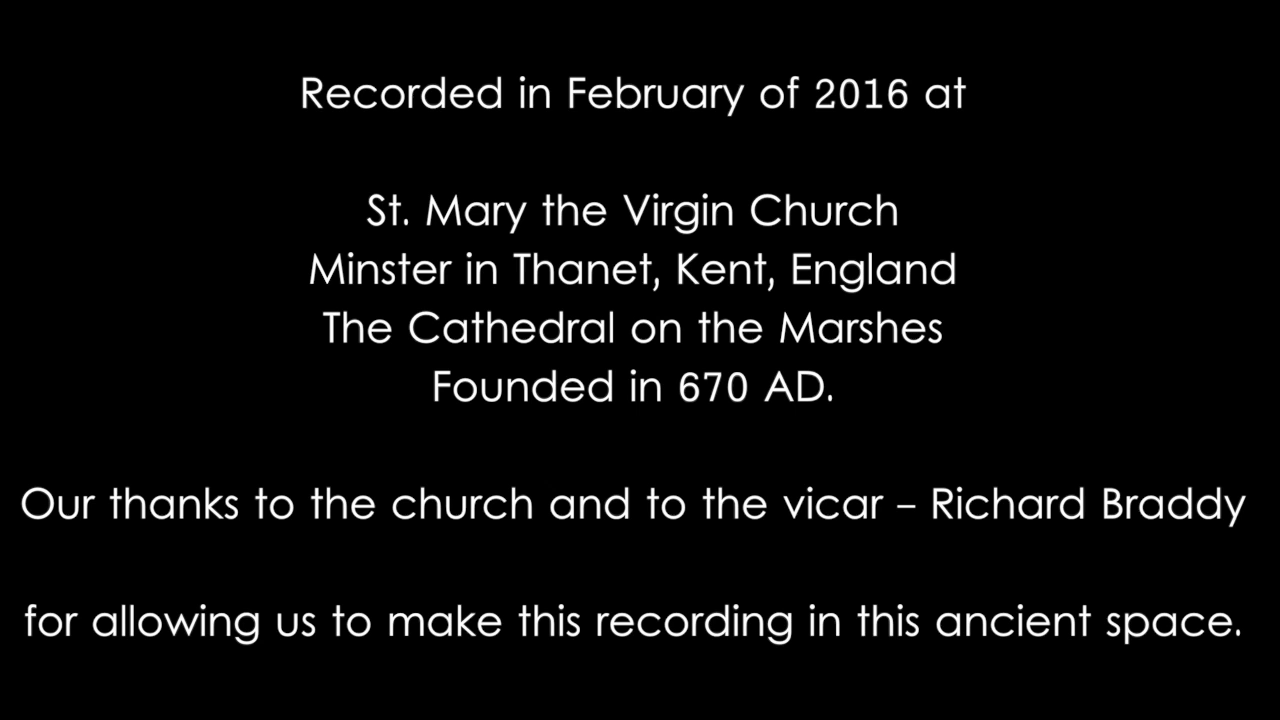 Recorded in February of 2016 at
St. Mary the Virgin Church
Minster in Thanet, Kent, England
The Cathedral on the Marshes
Founded in 670 AD.
Our thanks to the church and to the vicar – Richard Braddy
for allowing us to make this recording in this ancient space.